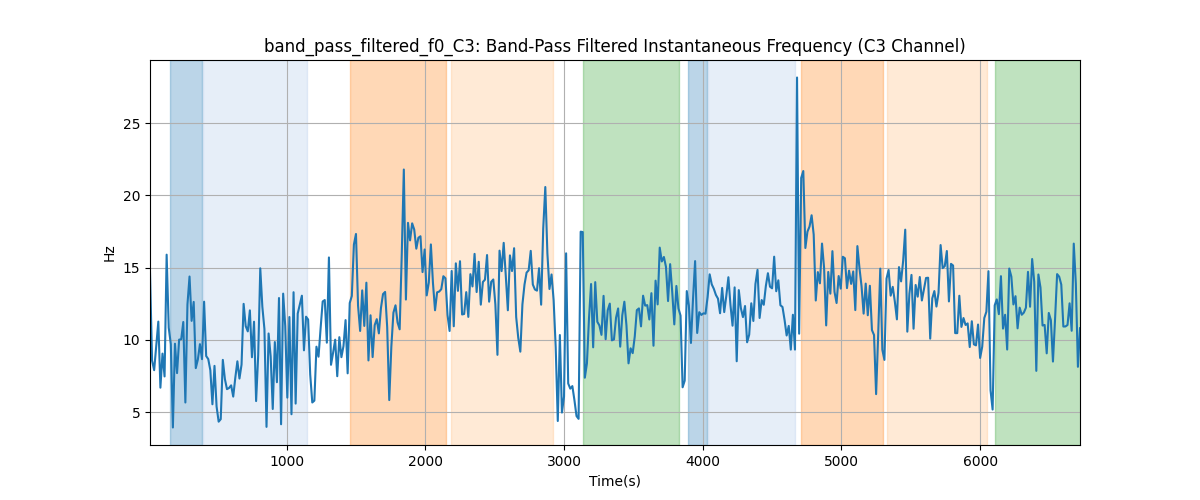 band_pass_filtered_f0_C3: Band-Pass Filtered Instantaneous Frequency (C3 Channel)
25
20
15
10
5
Hz
1000 2000 3000 4000 5000 6000
Time(s)